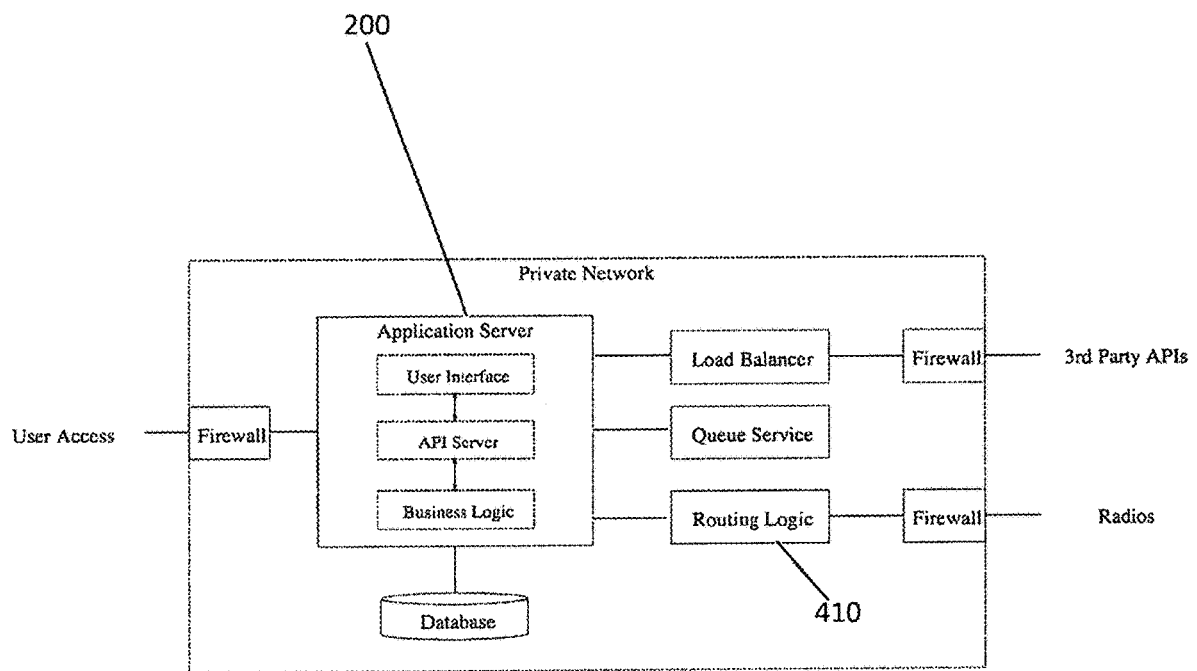 200
Private Network
Application Server
User Interface
API Server
Business Logic
Database
User Access
Firewall
Load Balancer
Firewall
3rd Party APIs
Queue Service
Routing Logic
Firewall
Radios
410